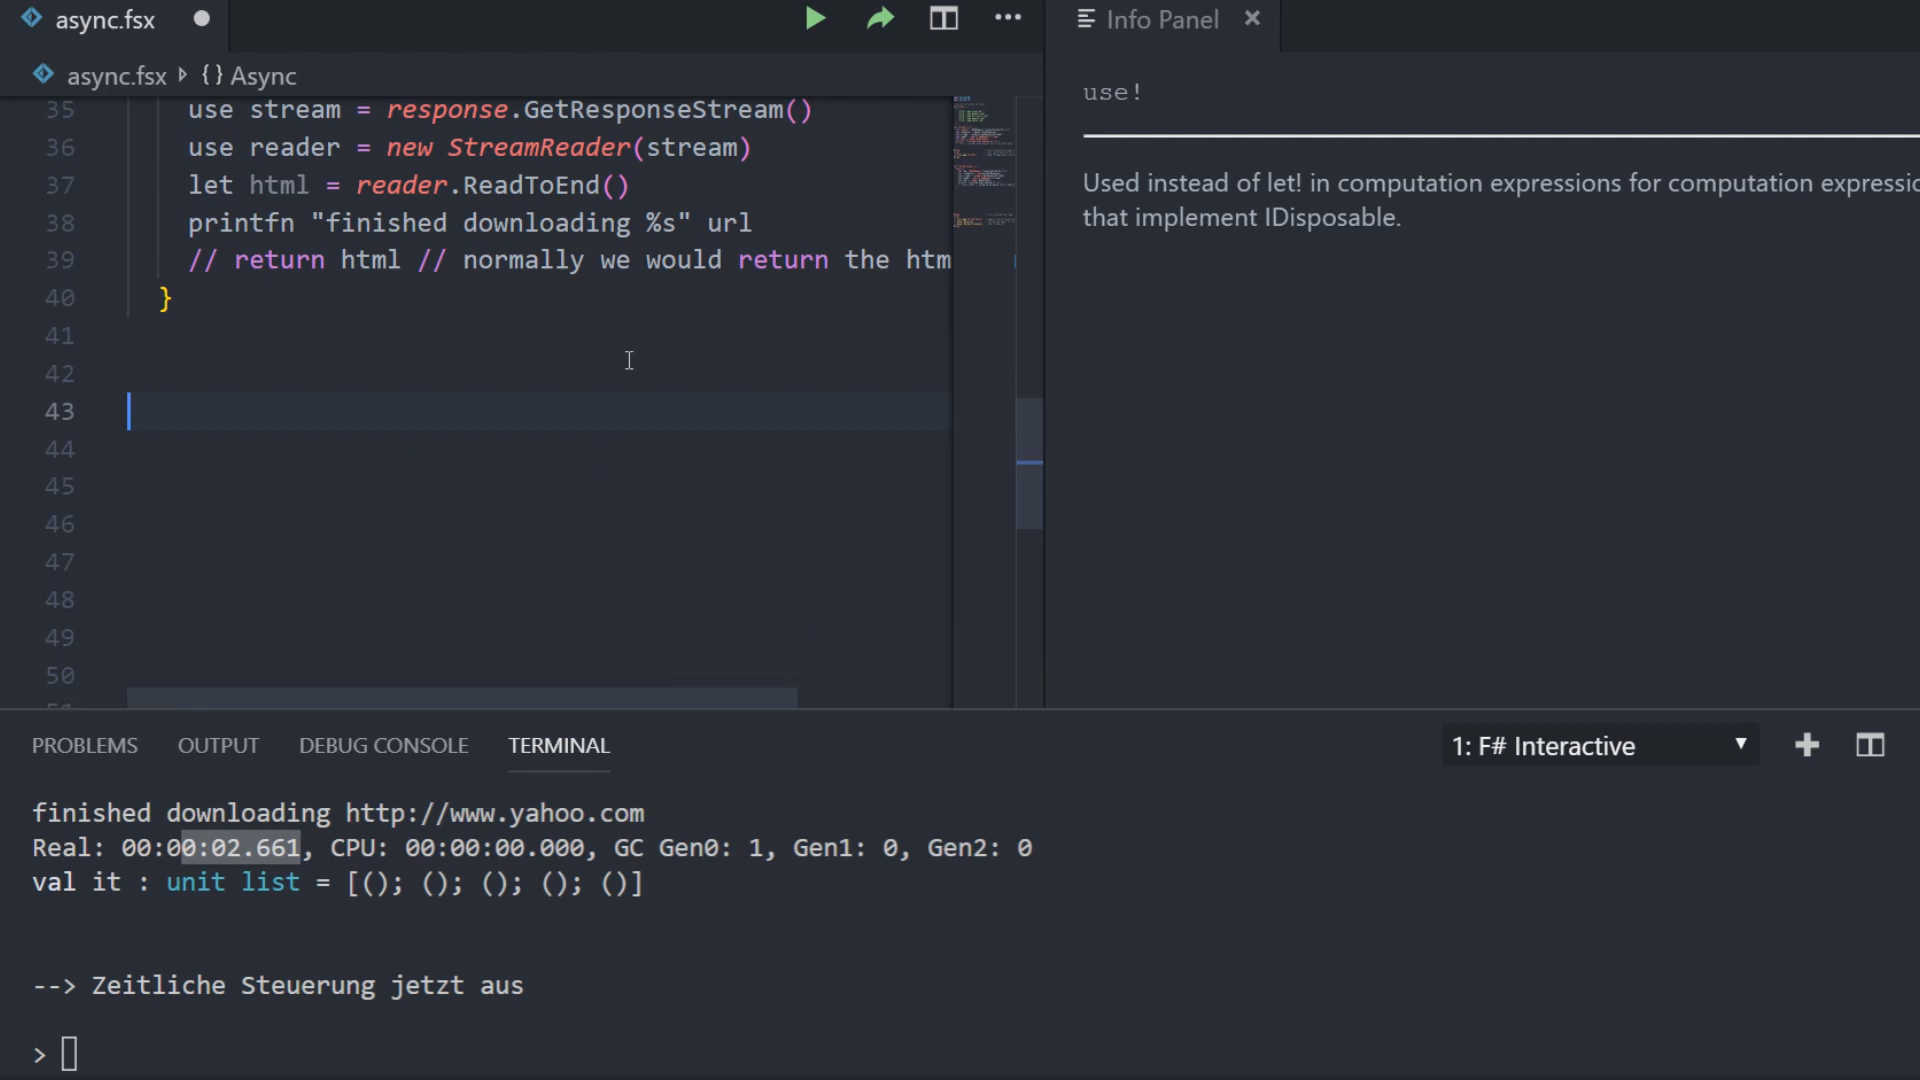 async.fsx
Info Panel
async.fsx {} Async
use!
Used instead of let! in computation expressions for computation expressio
that implement IDisposable.
35 use stream = response.GetResponseStream()
36 use reader = new StreamReader(stream)
37 let html = reader.ReadToEnd()
38 printfn "finished downloading %s" url
39 // return html // normally we would return the htm
40 }
41
42
43
44
45
46
47
48
49
50
51
PROBLEMS OUTPUT DEBUG CONSOLE TERMINAL 1: F# Interactive
finished downloading http://www.yahoo.com
Real: 00:00:02.661, CPU: 00:00:00.000, GC Gen0: 1, Gen1: 0, Gen2: 0
val it : unit list = [(); (); (); (); ()]
--> Zeitliche Steuerung jetzt aus
>